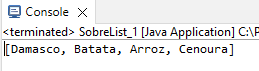 Console
<terminated> SobreList_1 [Java Application] C:\P
[Damasco, Batata, Arroz, Cenoura]